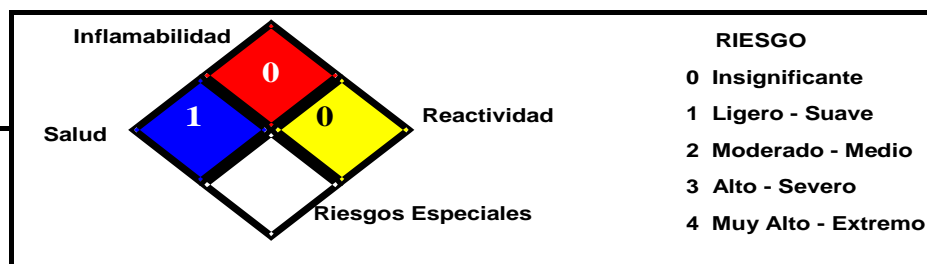 Inflamabilidad
0
1
0
Salud
Reactividad
Riesgos Especiales
RIESGO
0 Insignificante
1 Ligero - Suave
2 Moderado - Medio
3 Alto - Severo
4 Muy Alto - Extremo